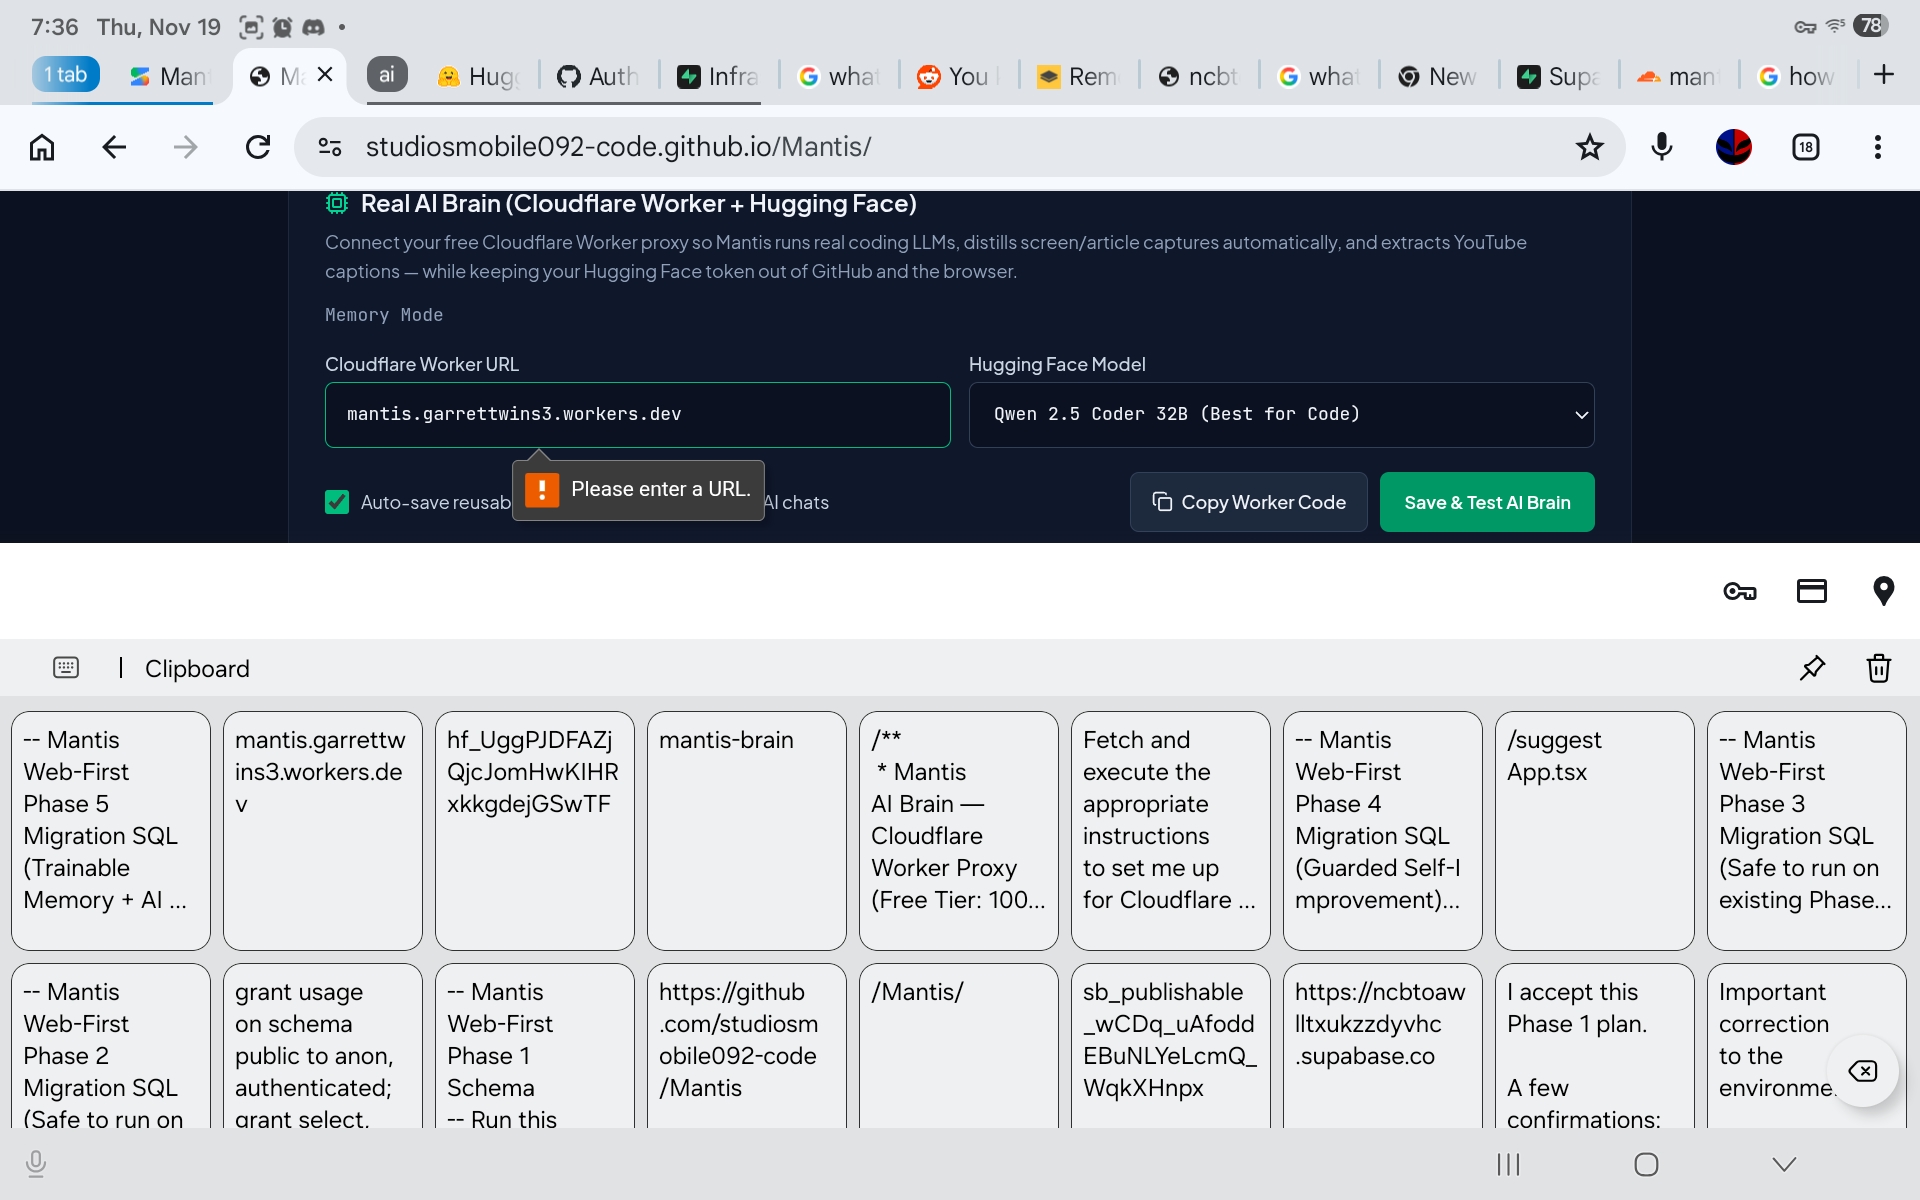 7:36 Thu, Nov 19
78
1 tab
Mant
Ma
ai
Hugg
Auth
Infra
what
You
Rem
ncbt
what
New
Supa
man
how
studiosmobile092-code.github.io/Mantis/
18
Real AI Brain (Cloudflare Worker + Hugging Face)
Connect your free Cloudflare Worker proxy so Mantis runs real coding LLMs, distills screen/article captures automatically, and extracts YouTube
captions — while keeping your Hugging Face token out of GitHub and the browser.
Memory Mode
Cloudflare Worker URL
Hugging Face Model
mantis.garrettwins3.workers.dev
Qwen 2.5 Coder 32B (Best for Code)
Please enter a URL.
Auto-save reusab
AI chats
Copy Worker Code
Save & Test AI Brain
Clipboard
-- Mantis
Web-First
Phase 5
Migration SQL
(Trainable
Memory + AI ...
mantis.garrettw
ins3.workers.de
v
hf_UggPJDFAZj
QjcJomHwKIHR
xkkgdejGSwTF
mantis-brain
/**
* Mantis
AI Brain —
Cloudflare
Worker Proxy
(Free Tier: 100...
Fetch and
execute the
appropriate
instructions
to set me up
for Cloudflare ...
-- Mantis
Web-First
Phase 4
Migration SQL
(Guarded Self-I
mprovement)...
/suggest
App.tsx
-- Mantis
Web-First
Phase 3
Migration SQL
(Safe to run on
existing Phase...
-- Mantis
Web-First
Phase 2
Migration SQL
(Safe to run on
grant usage
on schema
public to anon,
authenticated;
grant select,
-- Mantis
Web-First
Phase 1
Schema
-- Run this
https://github
.com/studiosm
obile092-code
/Mantis
/Mantis/
sb_publishable
_wCDq_uAfodd
EBuNLYeLcmQ_
WqkXHnpx
https://ncbtoaw
lltxukzzdyvhc
.supabase.co
I accept this
Phase 1 plan.
A few
confirmations:
Important
correction
to the
environme